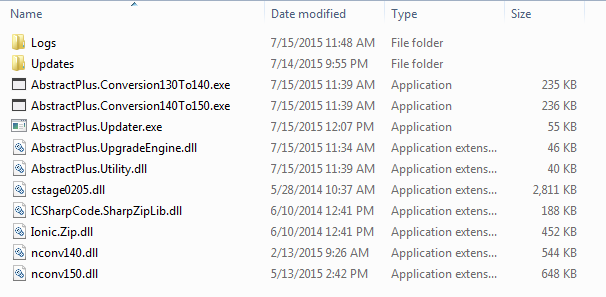 Name Date modified Type Size
Logs 7/15/2015 11:48 AM File folder
Updates 7/14/2015 9:55 PM File folder
AbstractPlus.Conversion130To140.exe 7/15/2015 11:39 AM Application 235 KB
AbstractPlus.Conversion140To150.exe 7/15/2015 11:39 AM Application 236 KB
AbstractPlus.Updater.exe 7/15/2015 12:07 PM Application 55 KB
AbstractPlus.UpgradeEngine.dll 7/15/2015 11:34 AM Application extens... 46 KB
AbstractPlus.Utility.dll 7/15/2015 11:39 AM Application extens... 40 KB
cstage0205.dll 5/28/2014 10:37 AM Application extens... 2,811 KB
ICSharpCode.SharpZipLib.dll 6/10/2014 12:41 PM Application extens... 188 KB
Ionic.Zip.dll 6/10/2014 12:41 PM Application extens... 452 KB
nconv140.dll 2/13/2015 9:26 AM Application extens... 544 KB
nconv150.dll 5/13/2015 2:42 PM Application extens... 648 KB